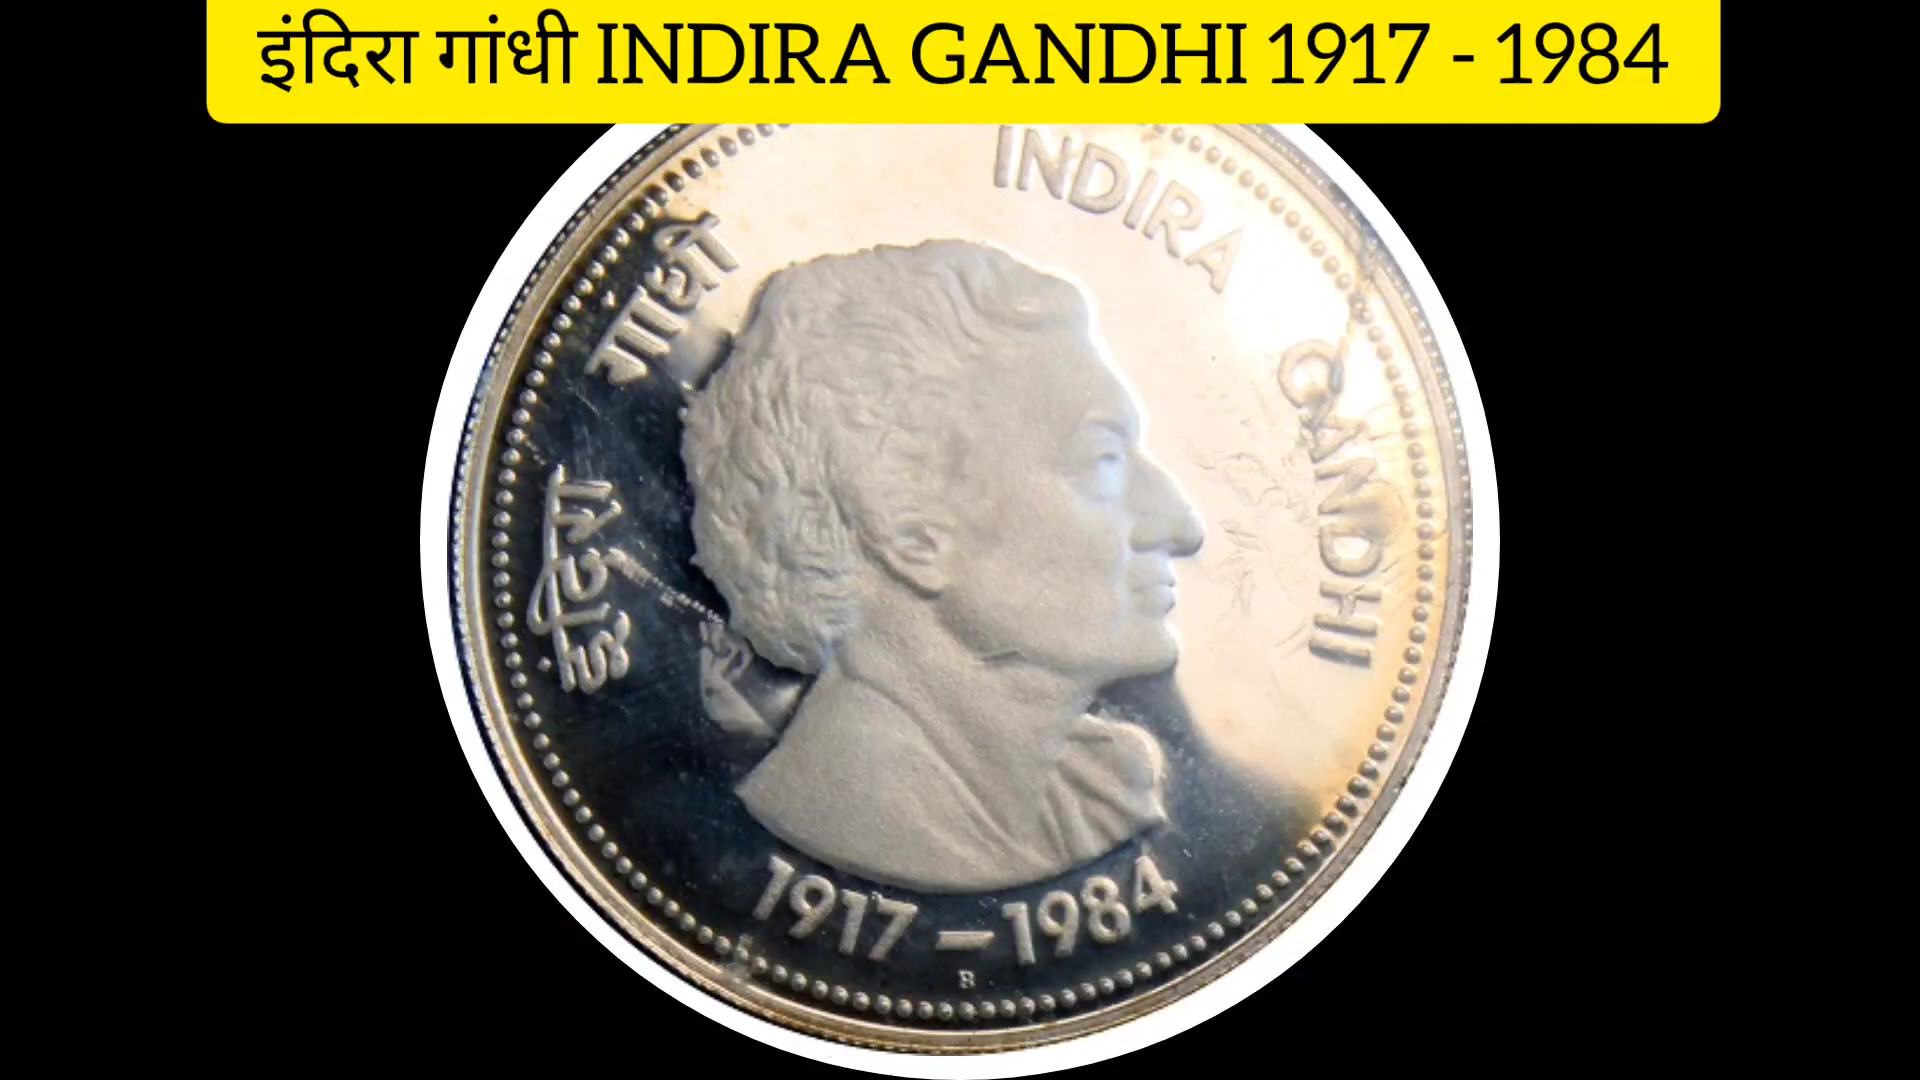 इंदिरा गांधी INDIRA GANDHI 1917 - 1984
इंदिरा गांधी
INDIRA GANDHI
1917 – 1984
B